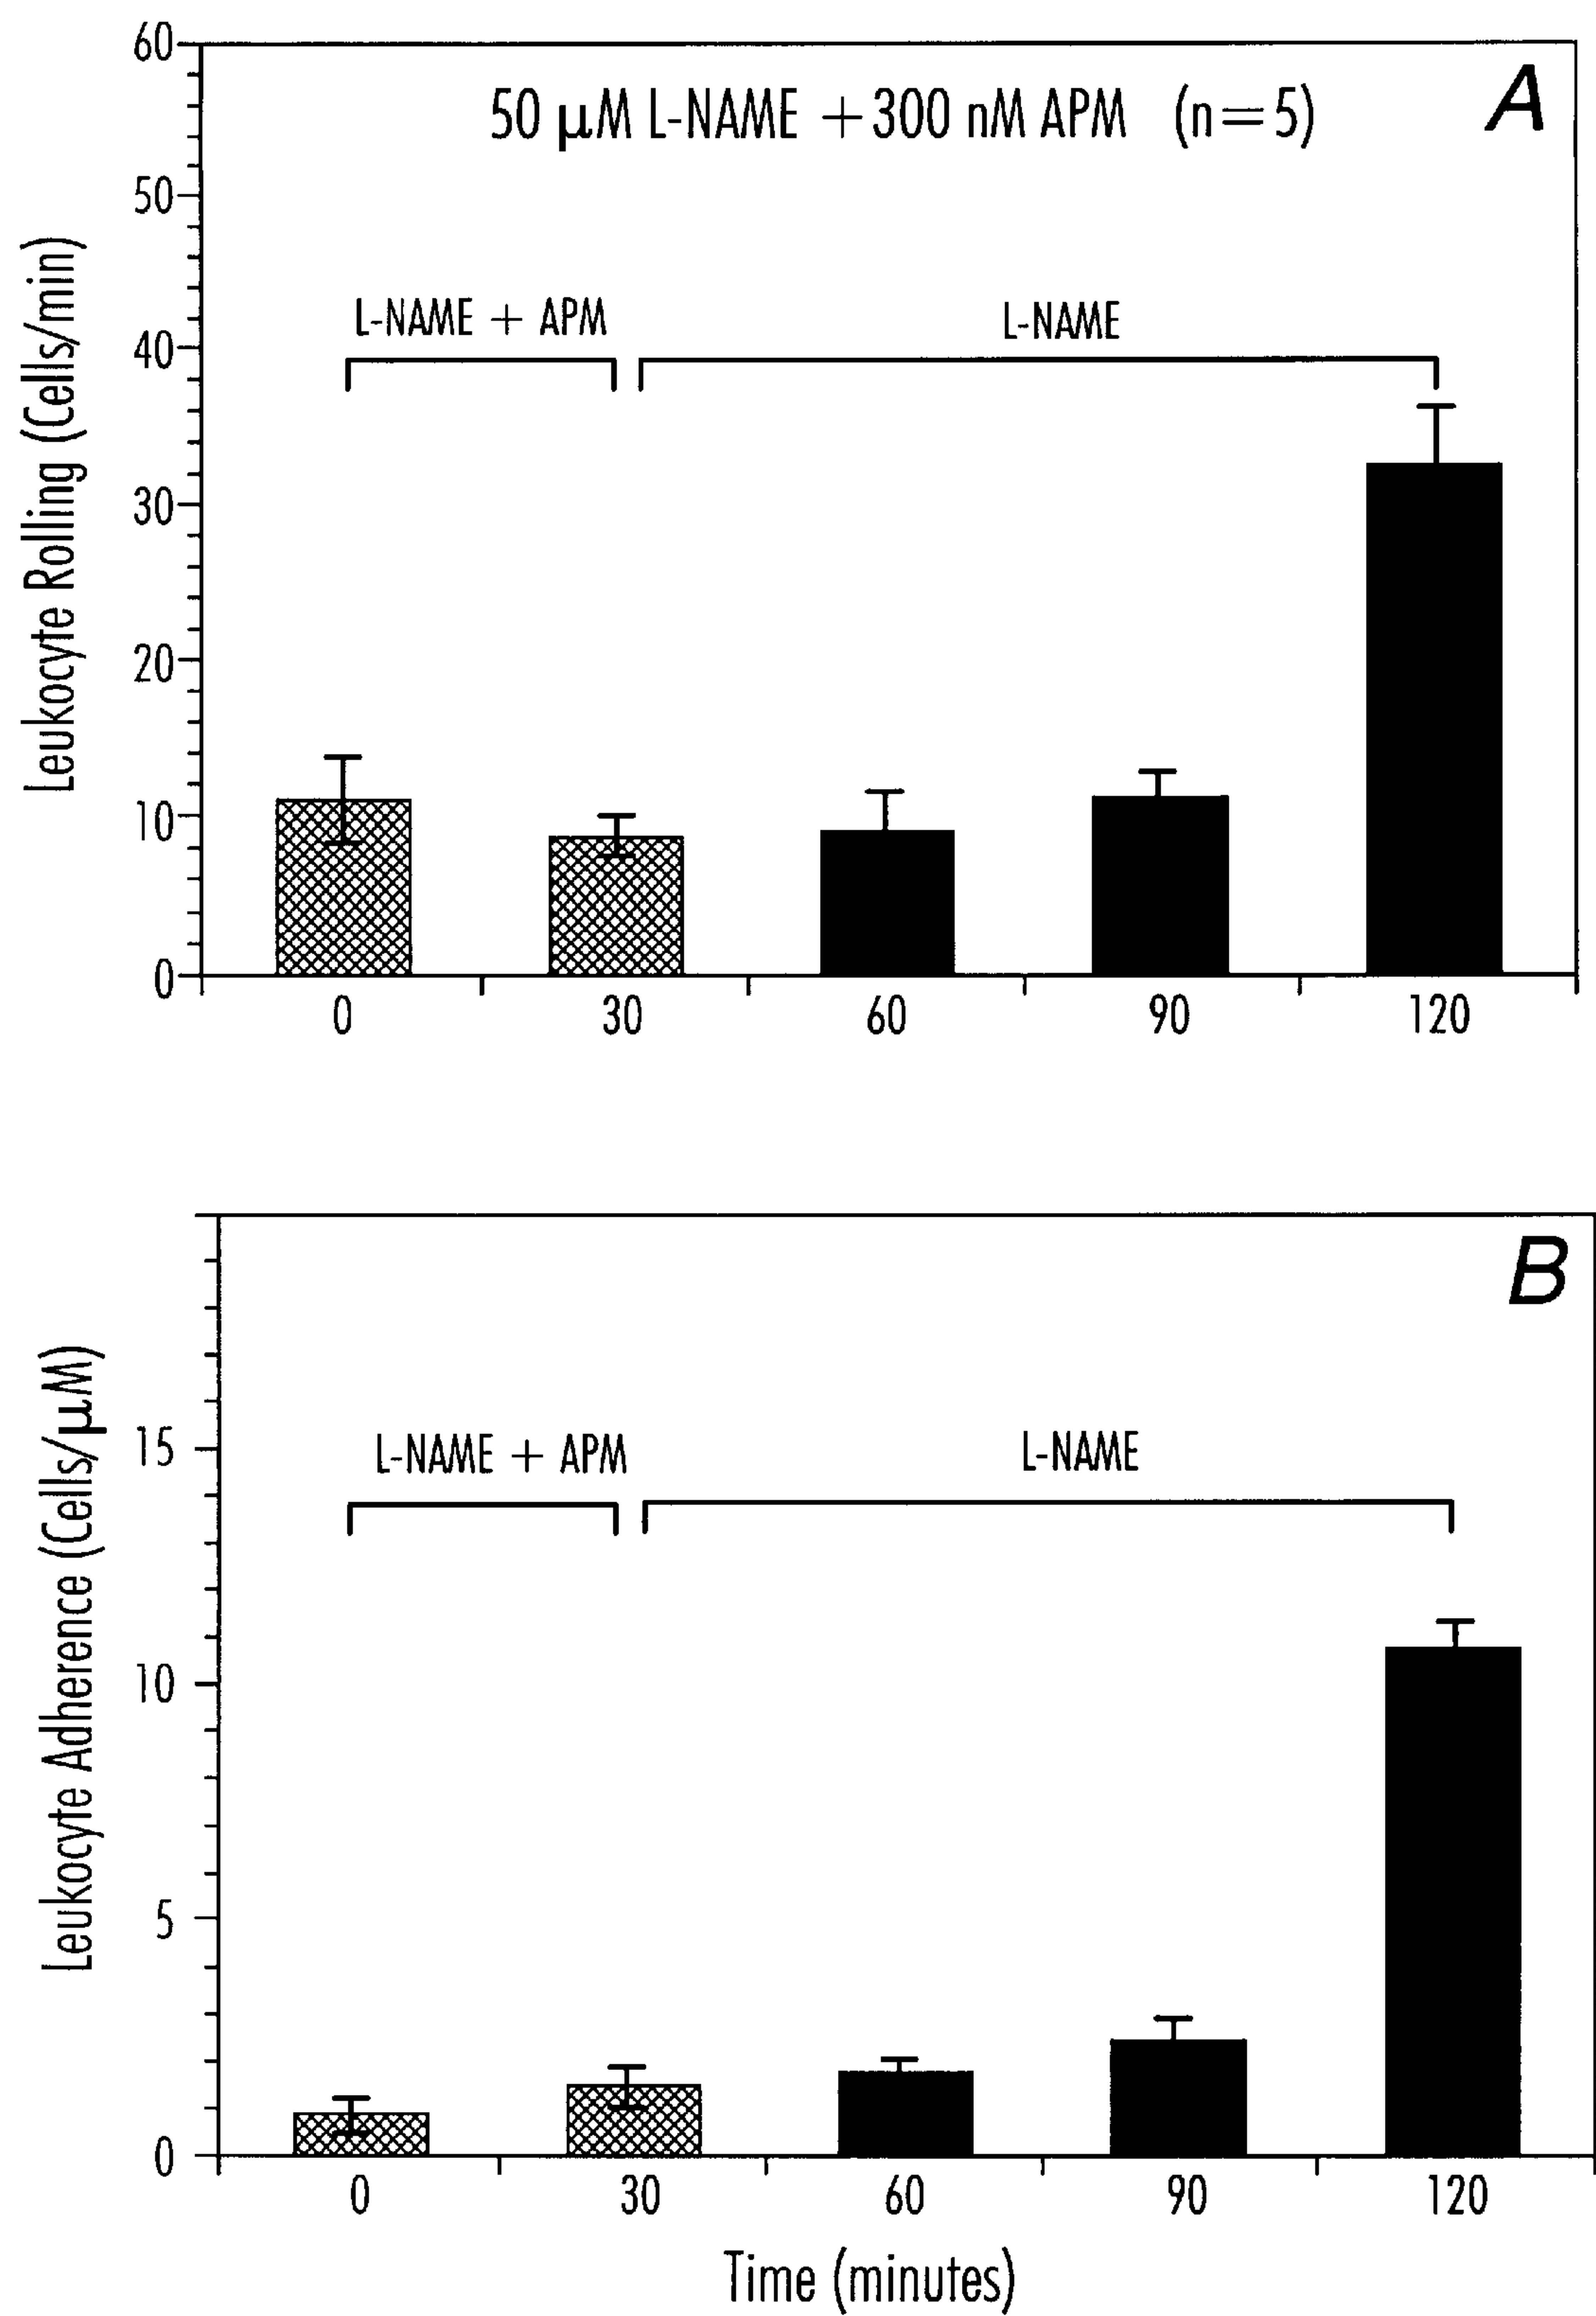 A
50 μM L-NAME +300 nM APM (n=5)
Leukocyte Rolling (Cells/min)
60
50
40
30
20
10
0
L-NAME + APM
L-NAME
0 30 60 90 120
B
Leukocyte Adherence (Cells/μM)
15
10
5
0
L-NAME + APM
L-NAME
0 30 60 90 120
Time (minutes)